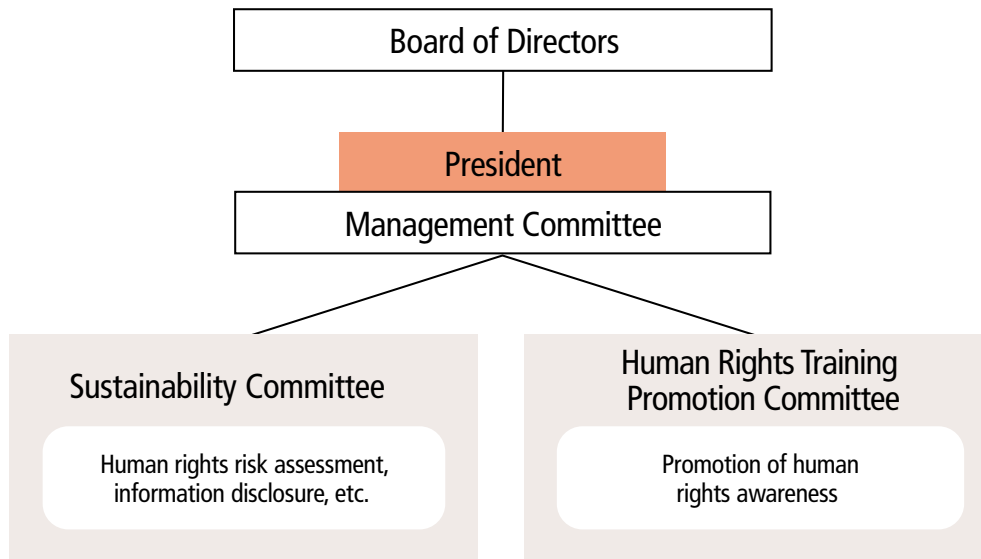 Board of Directors
President
Management Committee
Sustainability Committee
Human rights risk assessment,
information disclosure, etc.
Human Rights Training
Promotion Committee
Promotion of human
rights awareness